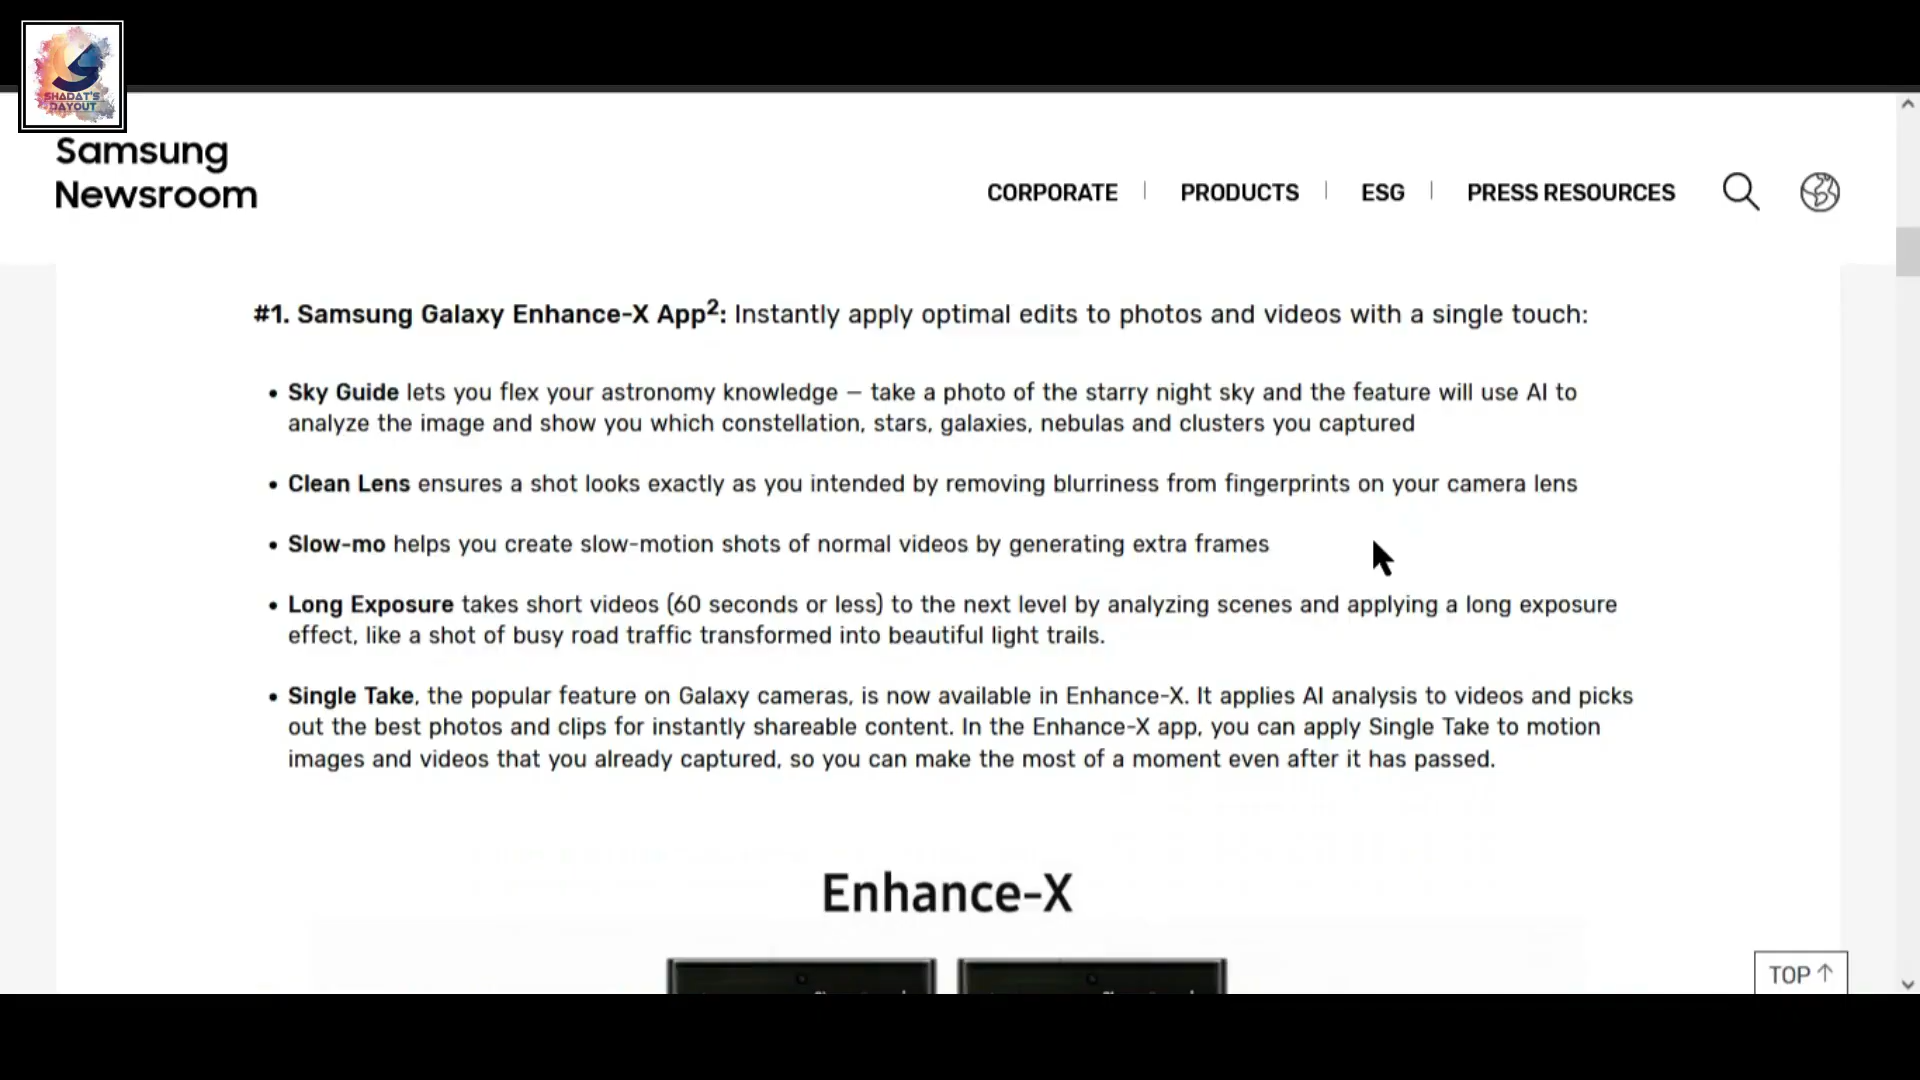 SHADAT'S
DAYOUT
Samsung
Newsroom
CORPORATE | PRODUCTS | ESG | PRESS RESOURCES
#1. Samsung Galaxy Enhance-X App2: Instantly apply optimal edits to photos and videos with a single touch:
• Sky Guide lets you flex your astronomy knowledge – take a photo of the starry night sky and the feature will use AI to
analyze the image and show you which constellation, stars, galaxies, nebulas and clusters you captured
• Clean Lens ensures a shot looks exactly as you intended by removing blurriness from fingerprints on your camera lens
• Slow-mo helps you create slow-motion shots of normal videos by generating extra frames
• Long Exposure takes short videos (60 seconds or less) to the next level by analyzing scenes and applying a long exposure
effect, like a shot of busy road traffic transformed into beautiful light trails.
• Single Take, the popular feature on Galaxy cameras, is now available in Enhance-X. It applies AI analysis to videos and picks
out the best photos and clips for instantly shareable content. In the Enhance-X app, you can apply Single Take to motion
images and videos that you already captured, so you can make the most of a moment even after it has passed.
Enhance-X
TOP ↑